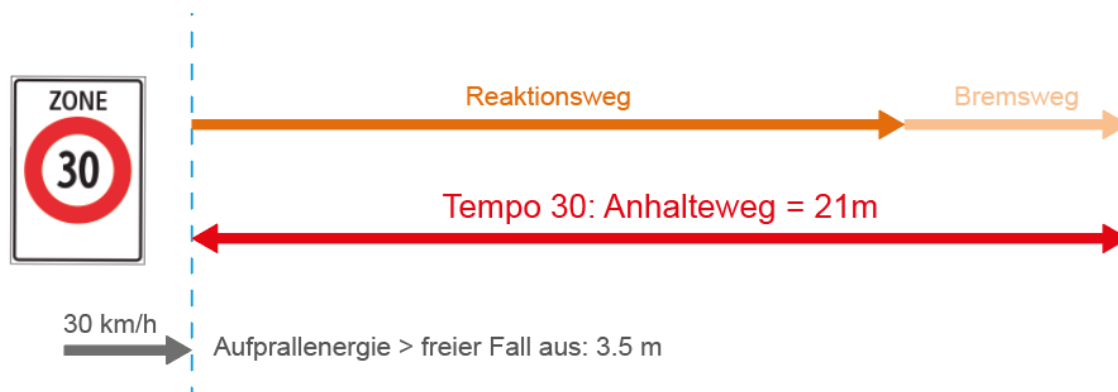 ZONE
30
Reaktionsweg
Bremsweg
Tempo 30: Anhalteweg = 21m
30 km/h
Aufprallenergie > freier Fall aus: 3.5 m